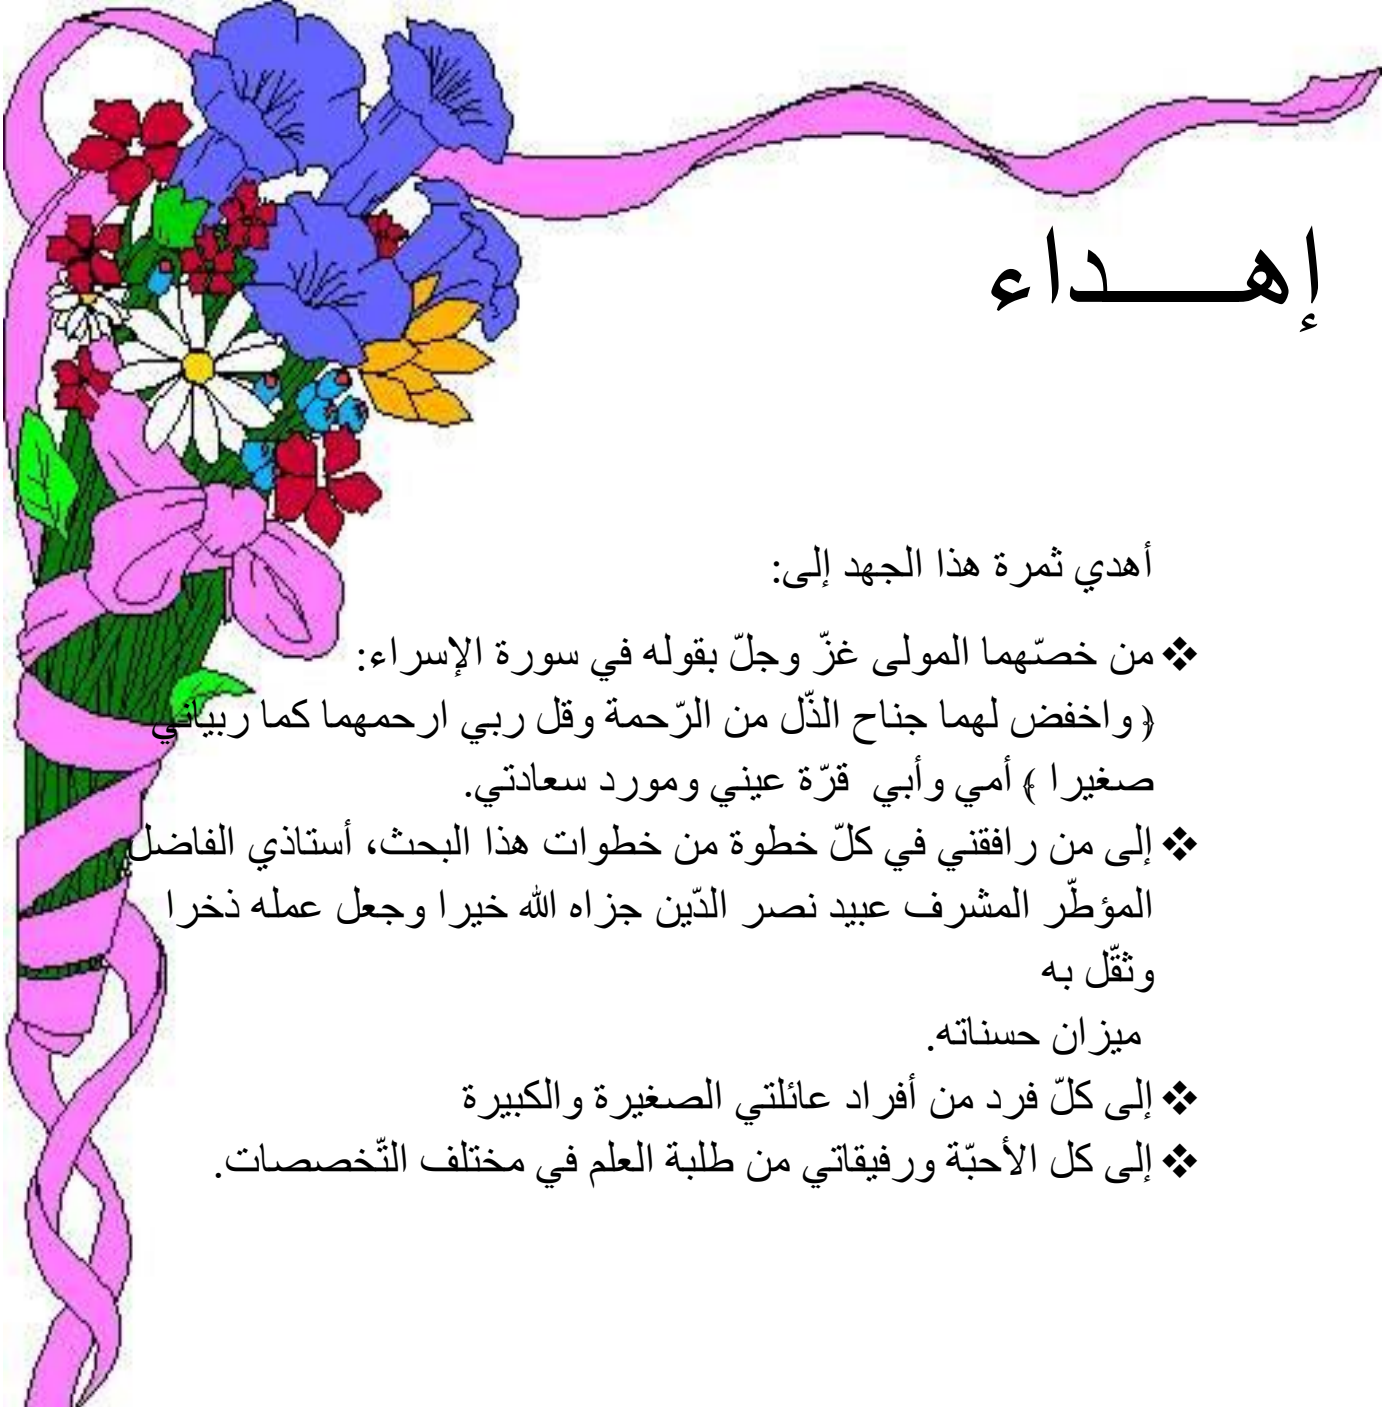 إهـــــداء
أهدي ثمرة هذا الجهد إلى:
❖ من خصّهما المولى غزّ وجلّ بقوله في سورة الإسراء:
﴿ واخفض لهما جناح الذّل من الرّحمة وقل ربي ارحمهما كما ربياني
صغيرا ﴾ أمي وأبي قرّة عيني ومورد سعادتي.
❖ إلى من رافقني في كلّ خطوة من خطوات هذا البحث، أستاذي الفاضل
المؤطّر المشرف عبيد نصر الدّين جزاه الله خيرا وجعل عمله ذخرا
وثقّل به
ميزان حسناته.
❖ إلى كلّ فرد من أفراد عائلتي الصغيرة والكبيرة
❖ إلى كل الأحبّة ورفيقاتي من طلبة العلم في مختلف التّخصصات.